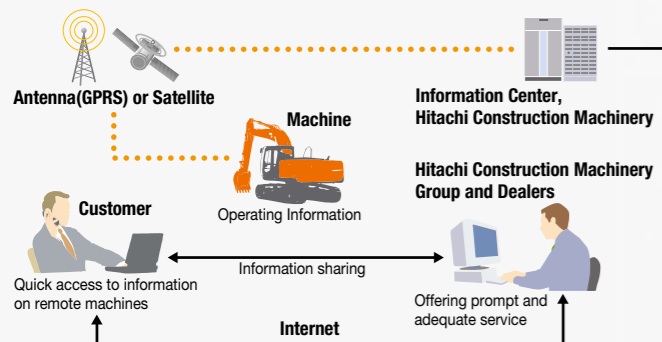 Antenna(GPRS) or Satellite
Information Center,
Hitachi Construction Machinery
Machine
Operating Information
Hitachi Construction Machinery
Group and Dealers
Customer
Quick access to information
on remote machines
Information sharing
Offering prompt and
adequate service
Internet